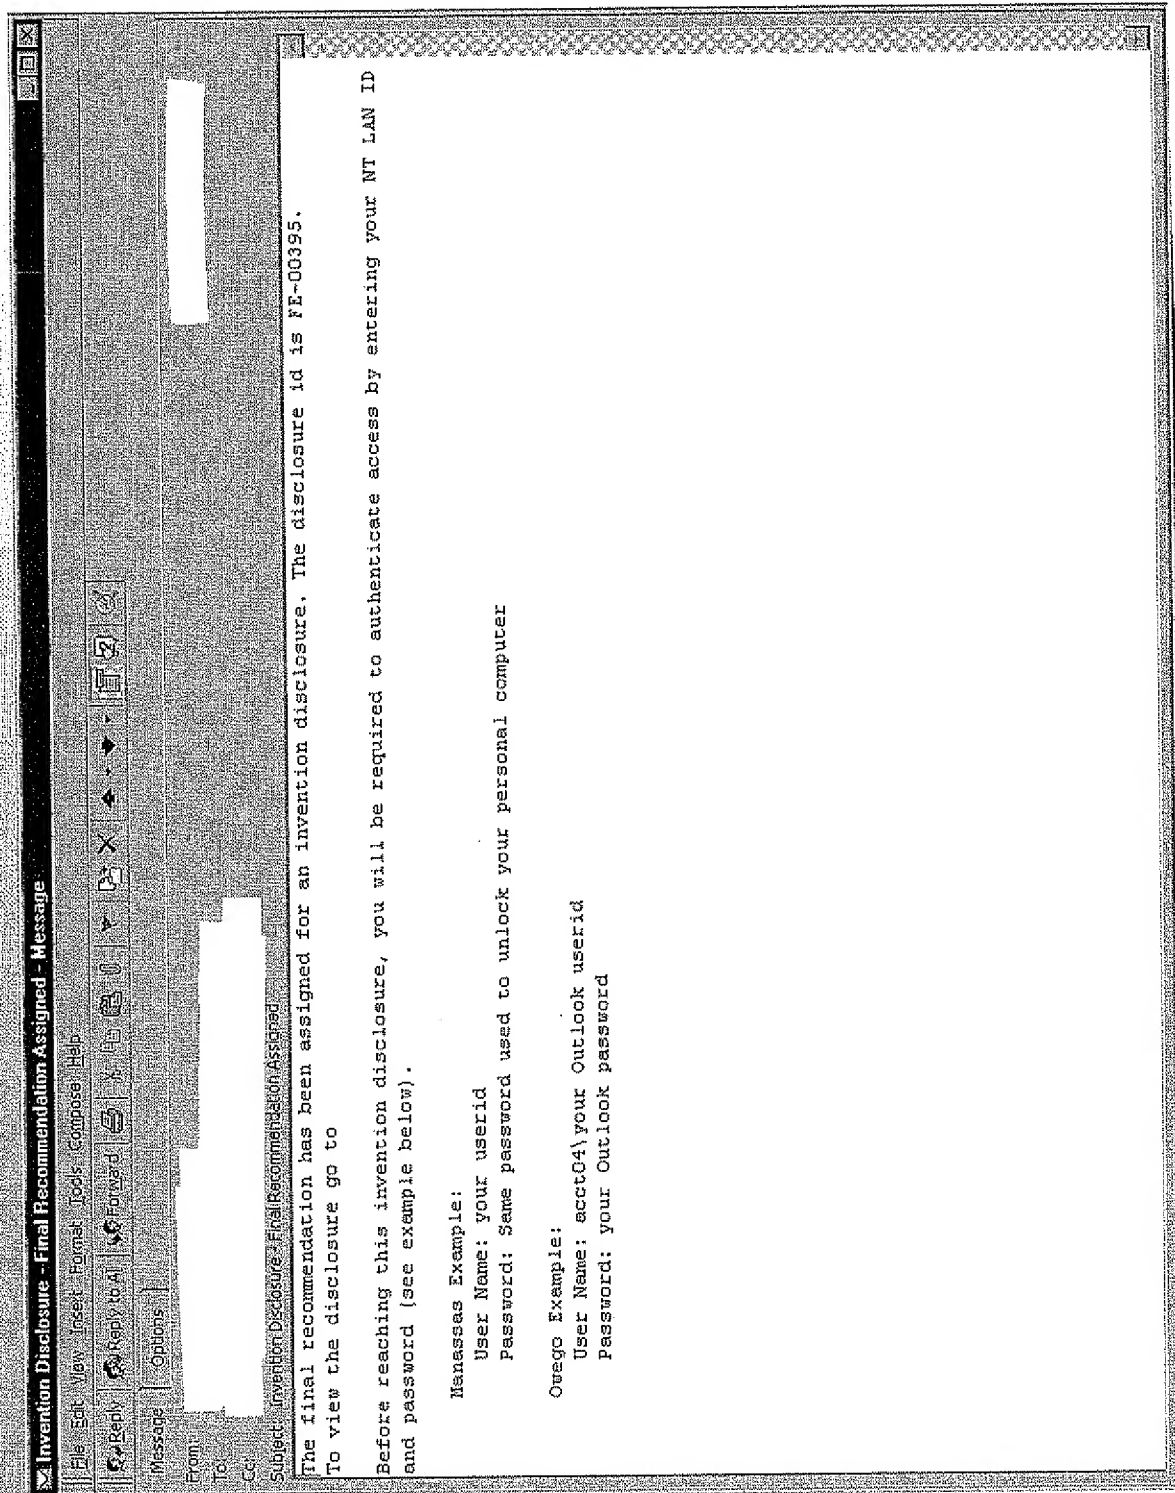 Invention Disclosure - Final Recommendation Assigned - Message
File Edit View Insert Format Tools Compose Help
Reply Reply to All Forward
Message Options
From:
To:
Cc:
Subject: Invention Disclosure - Final Recommendation Assigned
The final recommendation has been assigned for an invention disclosure. The disclosure id is FE-00395.
To view the disclosure go to
Before reaching this invention disclosure, you will be required to authenticate access by entering your NT LAN ID
and password (see example below).
Manassas Example:
User Name: your userid
Password: Same password used to unlock your personal computer
Owego Example:
User Name: acct04\your Outlook userid
Password: your Outlook password